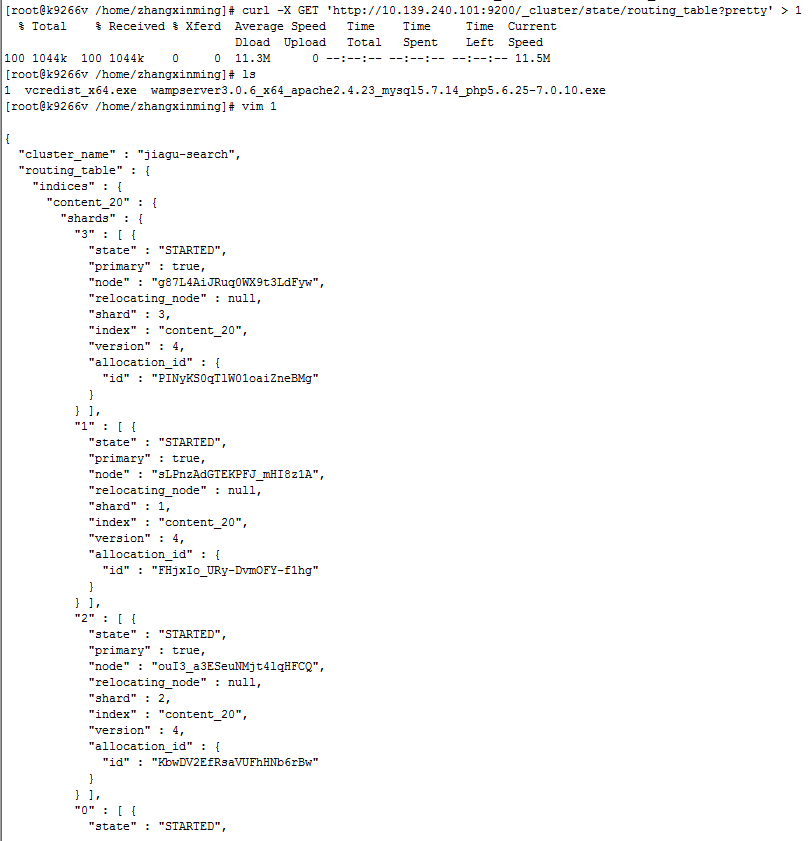 [root@k9266v /home/zhangxinming]# curl -X GET 'http://10.139.240.101:9200/_cluster/state/routing_table?pretty' > 1
  % Total    % Received % Xferd  Average Speed   Time    Time     Time  Current
                                 Dload  Upload   Total   Spent    Left  Speed
100 1044k  100 1044k    0     0  11.3M      0 --:--:-- --:--:-- --:--:-- 11.5M
[root@k9266v /home/zhangxinming]# ls
1  vcredist_x64.exe  wampserver3.0.6_x64_apache2.4.23_mysql5.7.14_php5.6.25-7.0.10.exe
[root@k9266v /home/zhangxinming]# vim 1
{
  "cluster_name" : "jiagu-search",
  "routing_table" : {
    "indices" : {
      "content_20" : {
        "shards" : {
          "3" : [ {
            "state" : "STARTED",
            "primary" : true,
            "node" : "g87L4AiJRuq0WX9t3LdFyw",
            "relocating_node" : null,
            "shard" : 3,
            "index" : "content_20",
            "version" : 4,
            "allocation_id" : {
              "id" : "PINyKS0qTlW01oaiZneBMg"
            }
          } ],
          "1" : [ {
            "state" : "STARTED",
            "primary" : true,
            "node" : "sLPnzAdGTEKPFJ_mHI8z1A",
            "relocating_node" : null,
            "shard" : 1,
            "index" : "content_20",
            "version" : 4,
            "allocation_id" : {
              "id" : "FHjxIo_URy-DvmOFY-f1hg"
            }
          } ],
          "2" : [ {
            "state" : "STARTED",
            "primary" : true,
            "node" : "ouI3_a3ESeuNMjt4lqHFCQ",
            "relocating_node" : null,
            "shard" : 2,
            "index" : "content_20",
            "version" : 4,
            "allocation_id" : {
              "id" : "KbwDV2EfRsaVUFhHNb6rBw"
            }
          } ],
          "0" : [ {
            "state" : "STARTED",